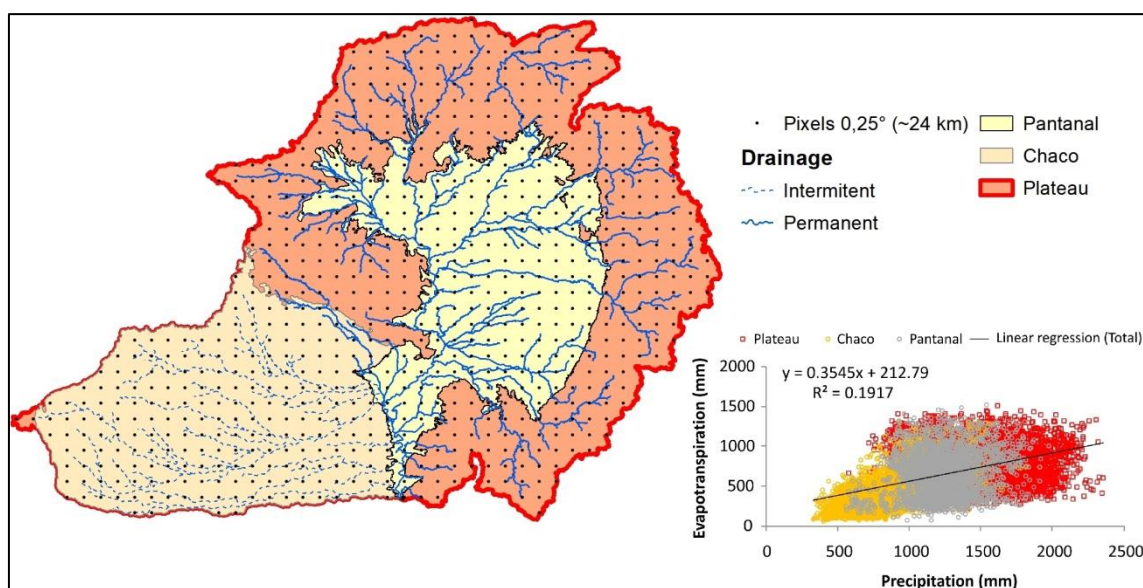 Pixels 0,25° (~24 km)
Drainage
Intermitent
Permanent
Pantanal
Chaco
Plateau
Plateau
Chaco
Pantanal
Linear regression (Total)
y = 0.3545x + 212.79
R² = 0.1917
Evapotranspiration (mm)
2000
1500
1000
500
0
0 500 1000 1500 2000 2500
Precipitation (mm)